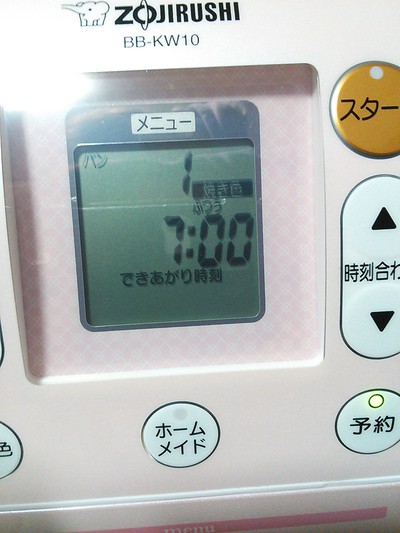 ZOJIRUSHI
BB-KW10
メニュー
パン 1 焼き色
ふつう
7:00
できあがり時刻
スター
▲
時刻合わ
▼
予約
色
ホーム
メイド
menu